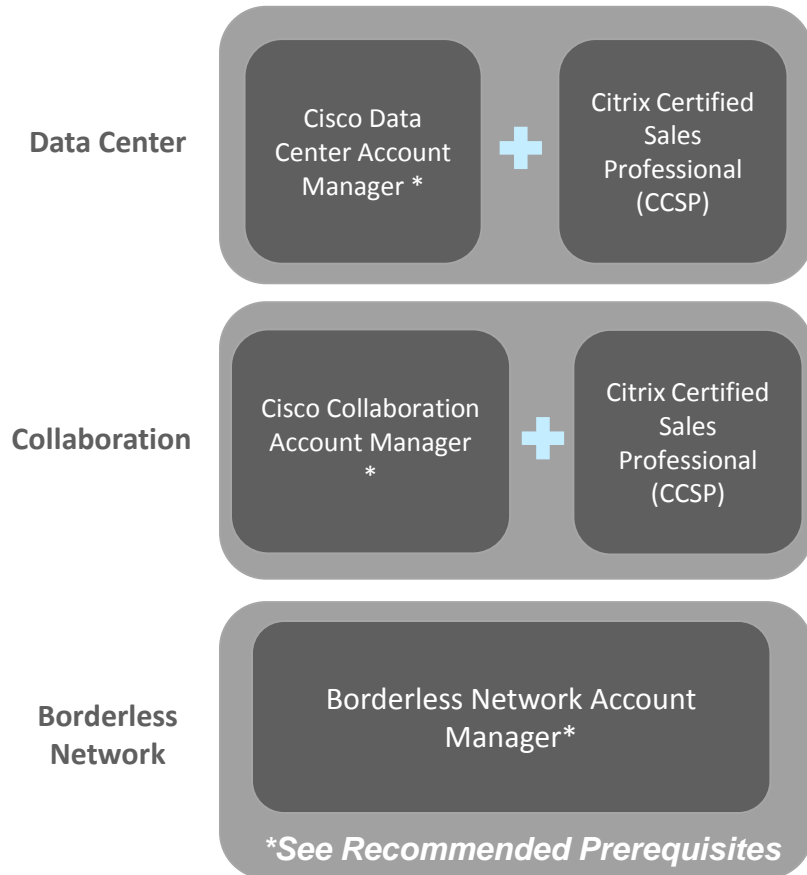 Data Center
Cisco Data
Center Account
Manager *
Citrix Certified
Sales
Professional
(CCSP)
Collaboration
Cisco Collaboration
Account Manager
*
Citrix Certified
Sales
Professional
(CCSP)
Borderless
Network
Borderless Network Account
Manager*
*See Recommended Prerequisites